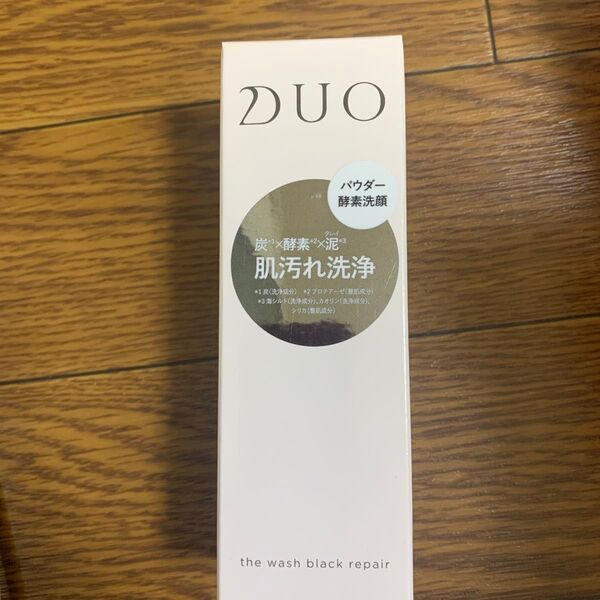 DUO
パウダー
酵素洗顔
クレイ
炭*1×酵素*2×泥*3
肌汚れ洗浄
*1 炭(洗浄成分) *2 プロテアーゼ(整肌成分)
*3 海シルト(洗浄成分)、カオリン(洗浄成分)、
シリカ(整肌成分)
the wash black repair